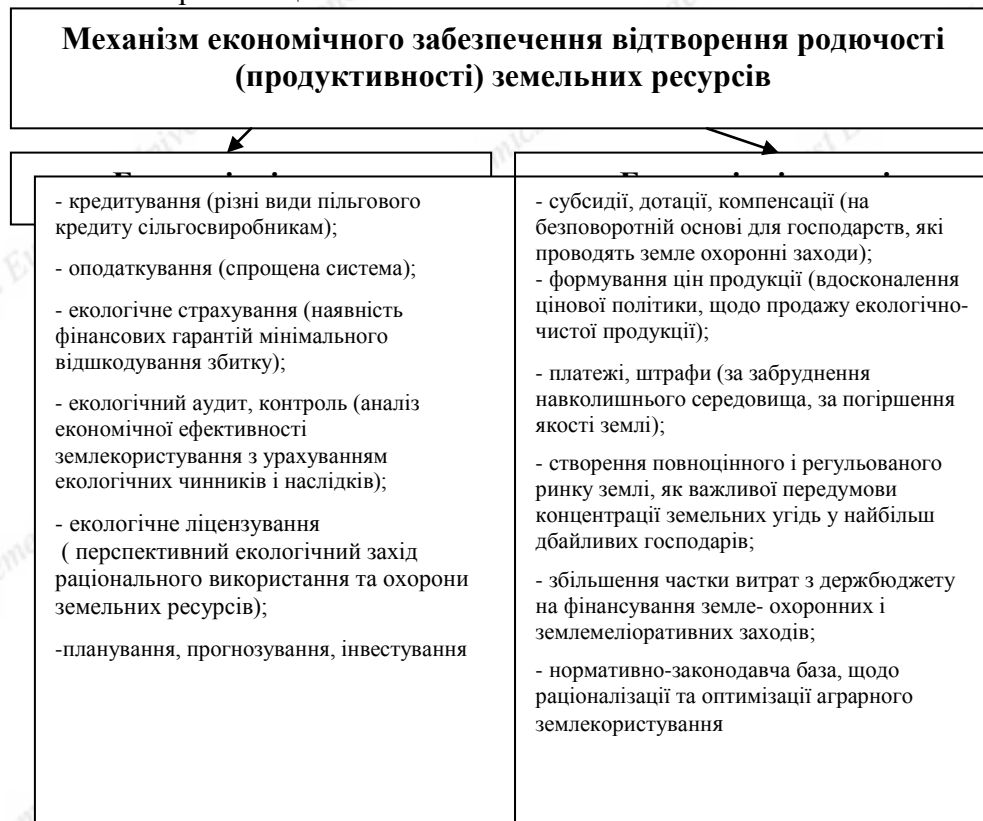 Механізм економічного забезпечення відтворення родючості
(продуктивності) земельних ресурсів
- кредитування (різні види пільгового
кредиту сільгосвиробникам);
- оподаткування (спрощена система);
- екологічне страхування (наявність
фінансових гарантій мінімального
відшкодування збитку);
- екологічний аудит, контроль (аналіз
економічної ефективності
землекористування з урахуванням
екологічних чинників і наслідків);
- екологічне ліцензування
( перспективний екологічний захід
раціонального використання та охорони
земельних ресурсів);
-планування, прогнозування, інвестування
- субсидії, дотації, компенсації (на
безповоротній основі для господарств, які
проводять земле охоронні заходи);
- формування цін продукції (вдосконалення
цінової політики, щодо продажу екологічно-
чистої продукції);
- платежі, штрафи (за забруднення
навколишнього середовища, за погіршення
якості землі);
- створення повноцінного і регульованого
ринку землі, як важливої передумови
концентрації земельних угідь у найбільш
дбайливих господарів;
- збільшення частки витрат з держбюджету
на фінансування земле- охоронних і
землемеліоративних заходів;
- нормативно-законодавча база, щодо
раціоналізації та оптимізації аграрного
землекористування